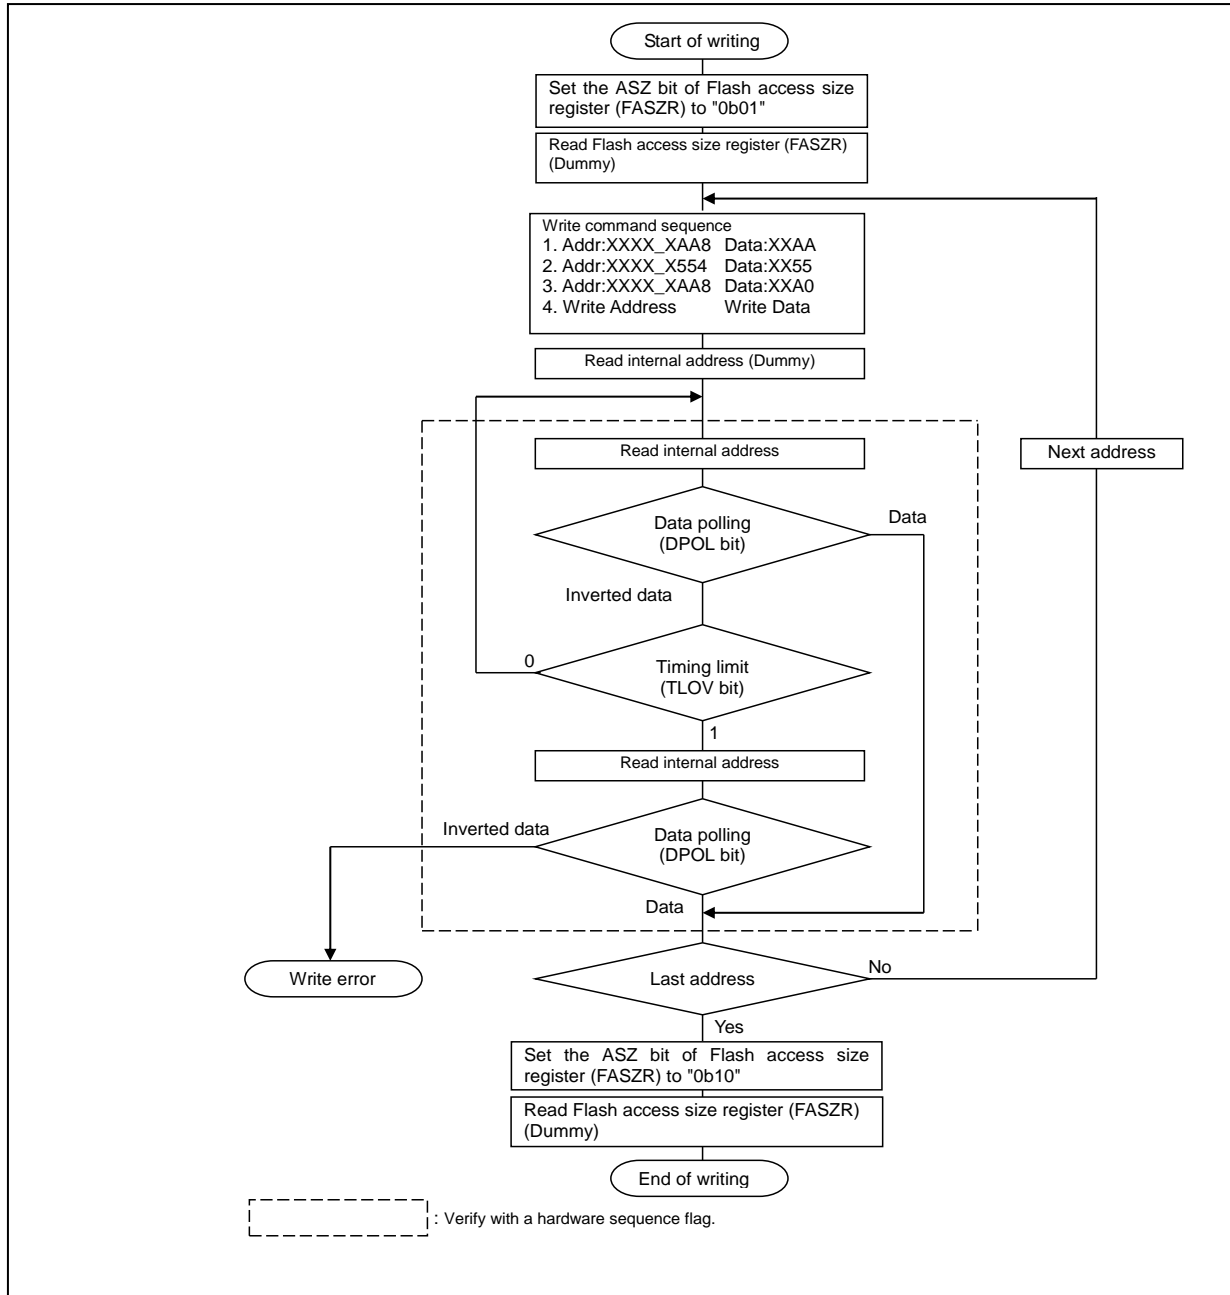 Start of writing
Set the ASZ bit of Flash access size
register (FASZR) to "0b01"
Read Flash access size register (FASZR)
(Dummy)
Write command sequence
1. Addr:XXXX_XAA8 Data:XXAA
2. Addr:XXXX_X554 Data:XX55
3. Addr:XXXX_XAA8 Data:XXA0
4. Write Address Write Data
Read internal address (Dummy)
Read internal address
Next address
Data polling
(DPOL bit)
Data
Inverted data
Timing limit
(TLOV bit)
0
1
Read internal address
Data polling
(DPOL bit)
Inverted data
Data
Write error
Last address
No
Yes
Set the ASZ bit of Flash access size
register (FASZR) to "0b10"
Read Flash access size register (FASZR)
(Dummy)
End of writing
: Verify with a hardware sequence flag.